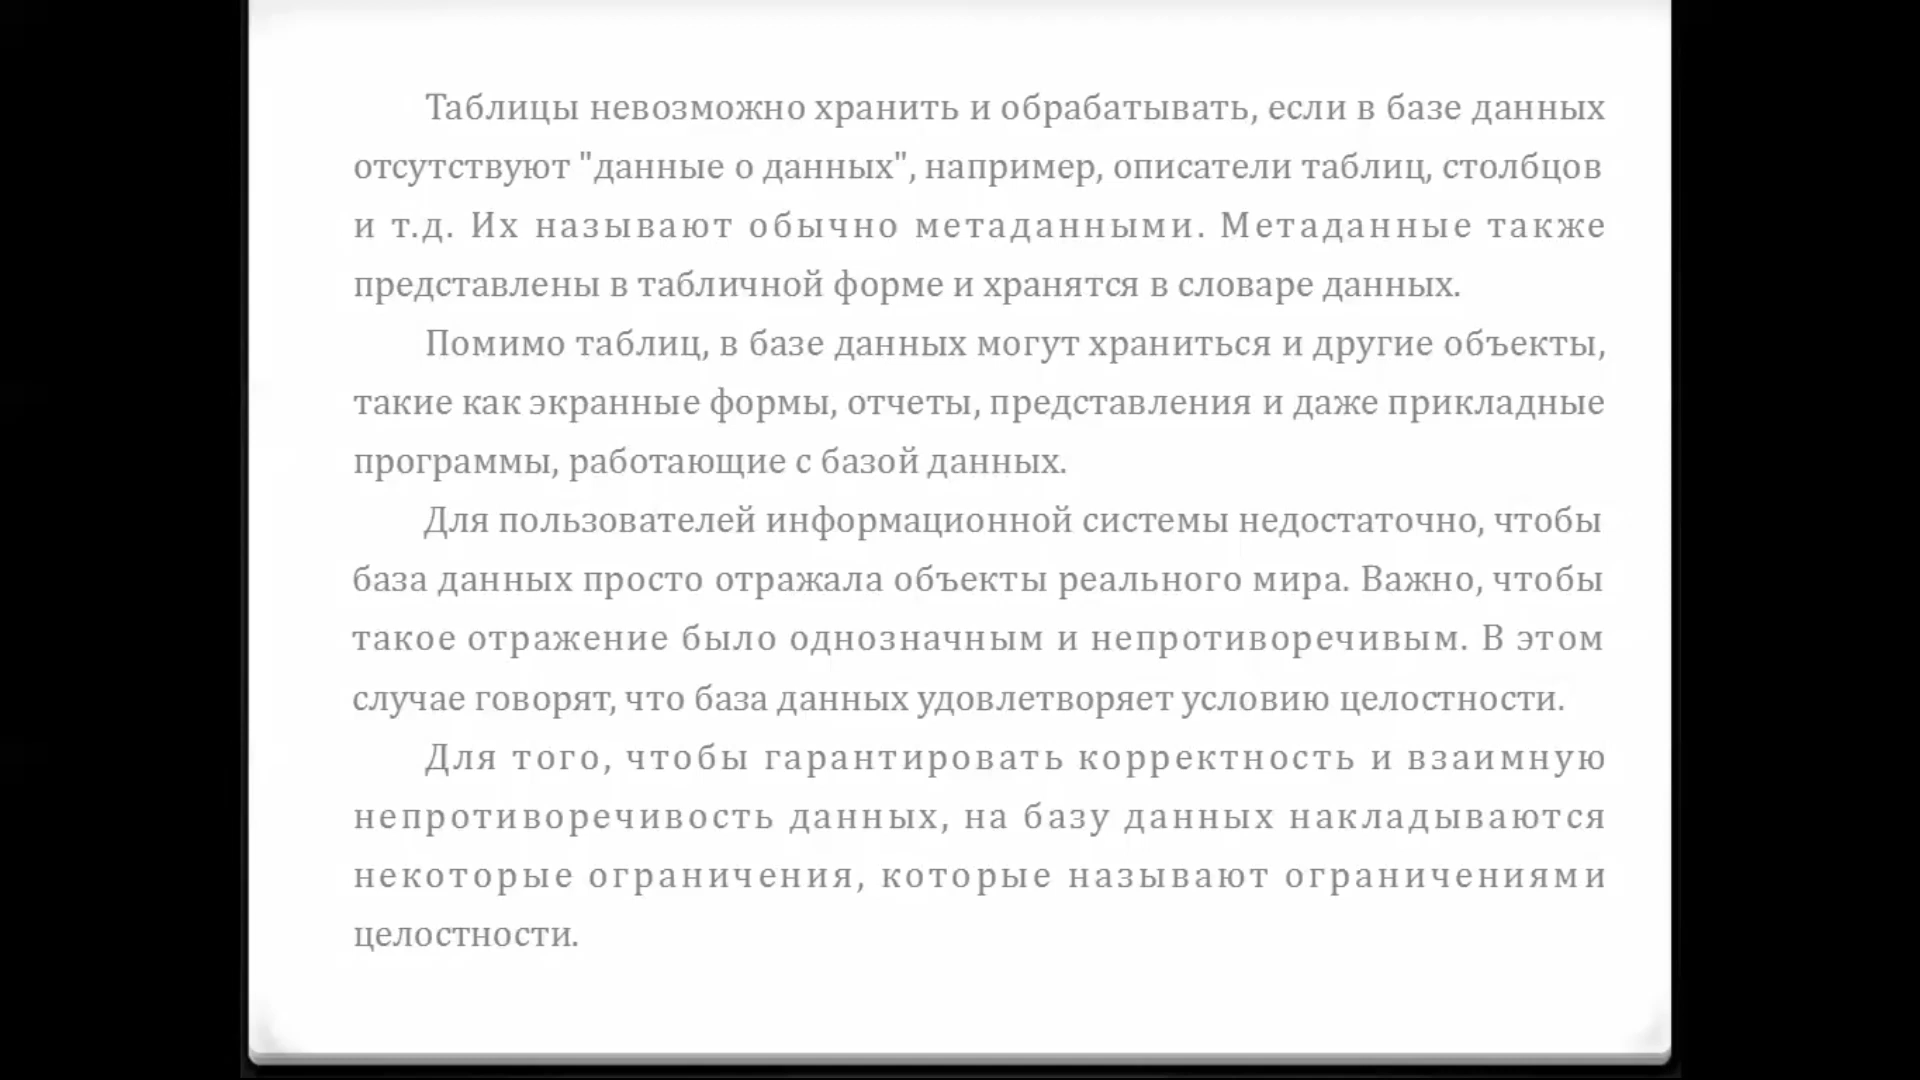 Таблицы невозможно хранить и обрабатывать, если в базе данных
отсутствуют "данные о данных", например, описатели таблиц, столбцов
и т.д. Их называют обычно метаданными. Метаданные также
представлены в табличной форме и хранятся в словаре данных.
Помимо таблиц, в базе данных могут храниться и другие объекты,
такие как экранные формы, отчеты, представления и даже прикладные
программы, работающие с базой данных.
Для пользователей информационной системы недостаточно, чтобы
база данных просто отражала объекты реального мира. Важно, чтобы
такое отражение было однозначным и непротиворечивым. В этом
случае говорят, что база данных удовлетворяет условию целостности.
Для того, чтобы гарантировать корректность и взаимную
непротиворечивость данных, на базу данных накладываются
некоторые ограничения, которые называют ограничениями
целостности.